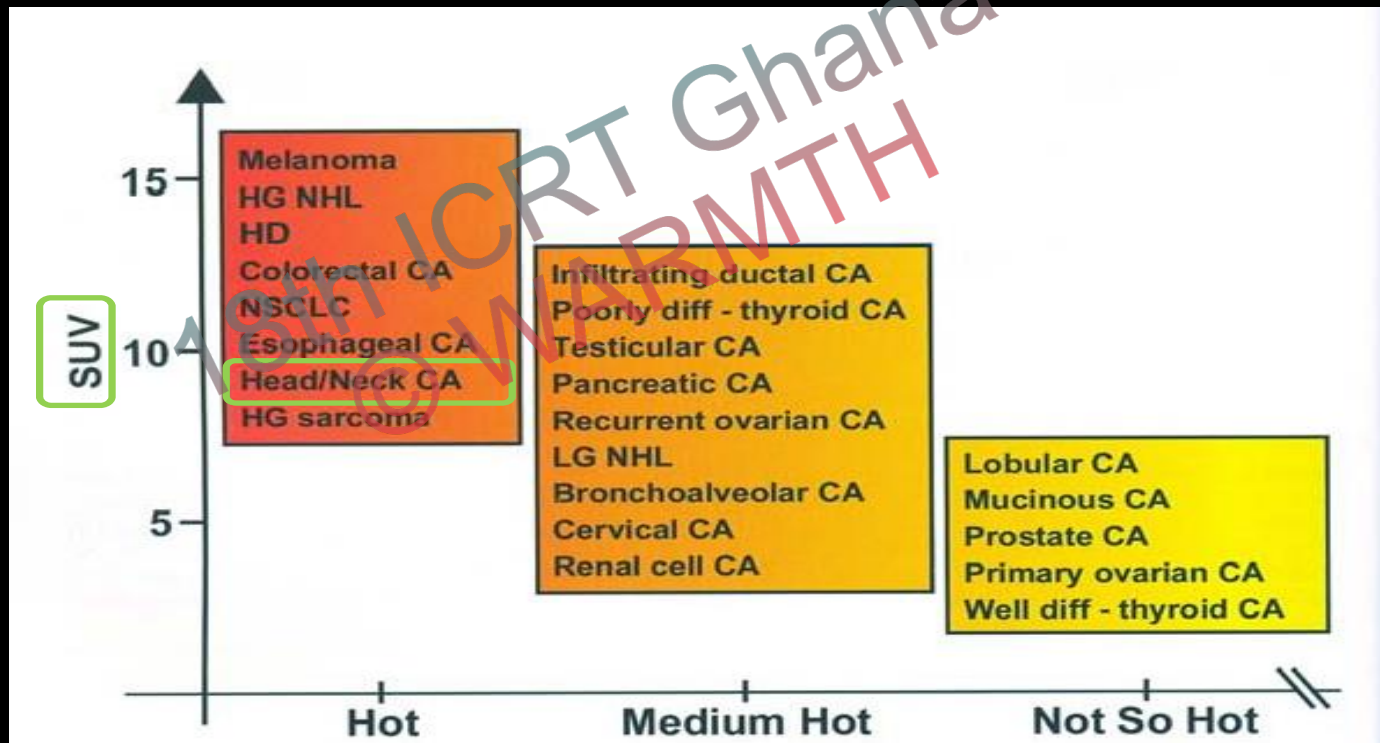 SUV
15
10
5
Melanoma
HG NHL
HD
Colorectal CA
NSCLC
Esophageal CA
Head/Neck CA
HG sarcoma
Infiltrating ductal CA
Poorly diff - thyroid CA
Testicular CA
Pancreatic CA
Recurrent ovarian CA
LG NHL
Bronchoalveolar CA
Cervical CA
Renal cell CA
Lobular CA
Mucinous CA
Prostate CA
Primary ovarian CA
Well diff - thyroid CA
Hot
Medium Hot
Not So Hot
18th ICRT Ghana
© WARMTH